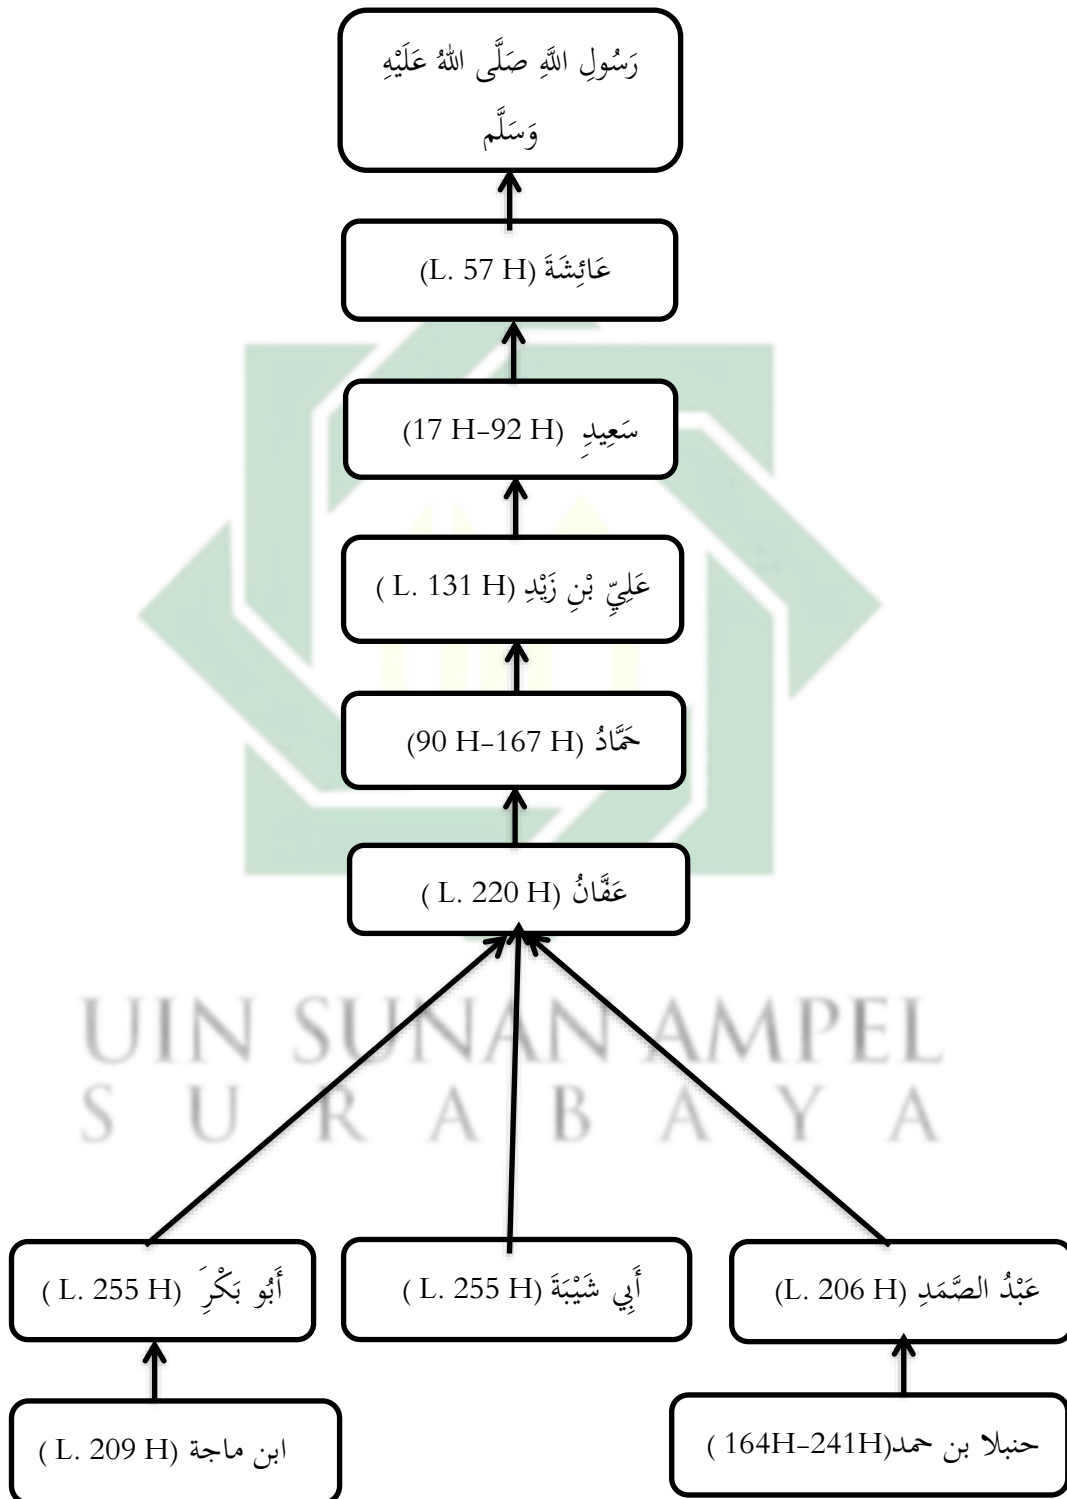 رَسُولِ اللَّهِ صَلَّى اللهُ عَلَيْهِ
وَسَلَّم
عَائِشَةَ (L. 57 H)
سَعِيدِ (17 H-92 H)
عَلِيِّ بْنِ زَيْدِ (L. 131 H )
حَمَّادُ (90 H-167 H)
عَفَّانُ (L. 220 H )
UIN SUNAN AMPEL
S U R A B A Y A
أَبُو بَكْرِ (L. 255 H )
أَبِي شَيْبَةَ (L. 255 H )
عَبْدُ الصَّمَدِ (L. 206 H)
ابن ماجة (L. 209 H )
حنبلا بن حمد(164H-241H )